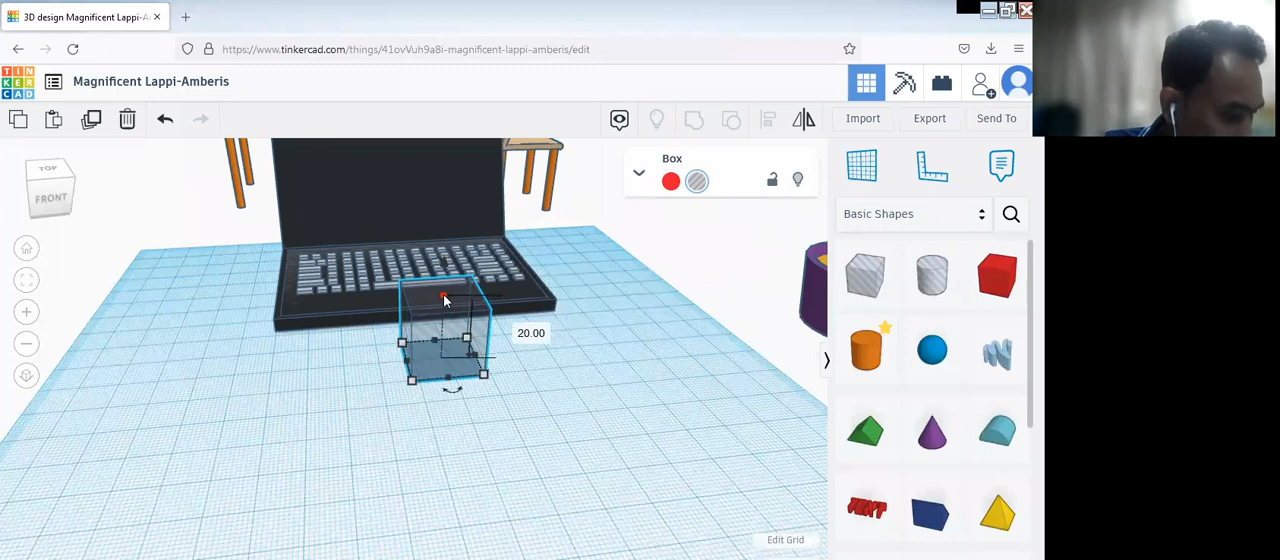 3D design Magnificent Lappi-A
https://www.tinkercad.com/things/41ovVuh9a8i-magnificent-lappi-amberis/edit
TIN
KER
CAD
Magnificent Lappi-Amberis
Import
Export
Send To
TOP
FRONT
Box
Basic Shapes
20.00
TEXT
Edit Grid